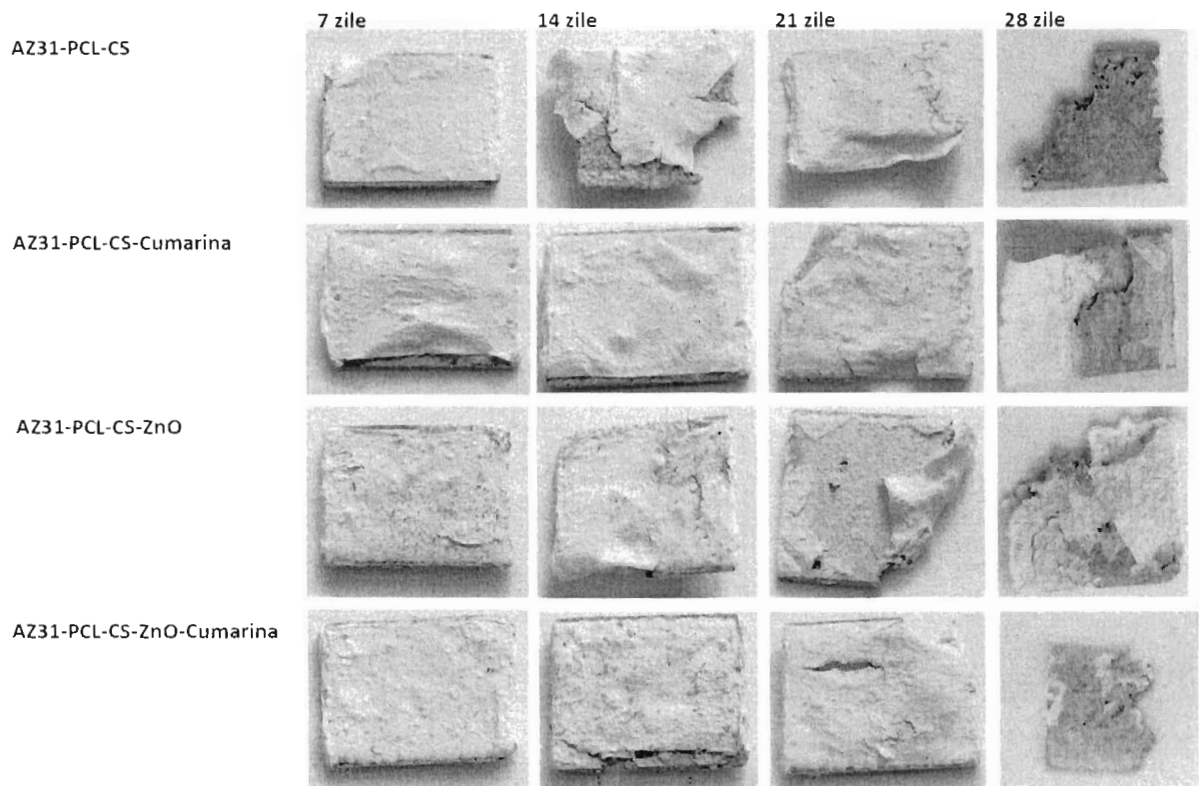 7 zile 14 zile 21 zile 28 zile
AZ31-PCL-CS
AZ31-PCL-CS-Cumarina
AZ31-PCL-CS-ZnO
AZ31-PCL-CS-ZnO-Cumarina